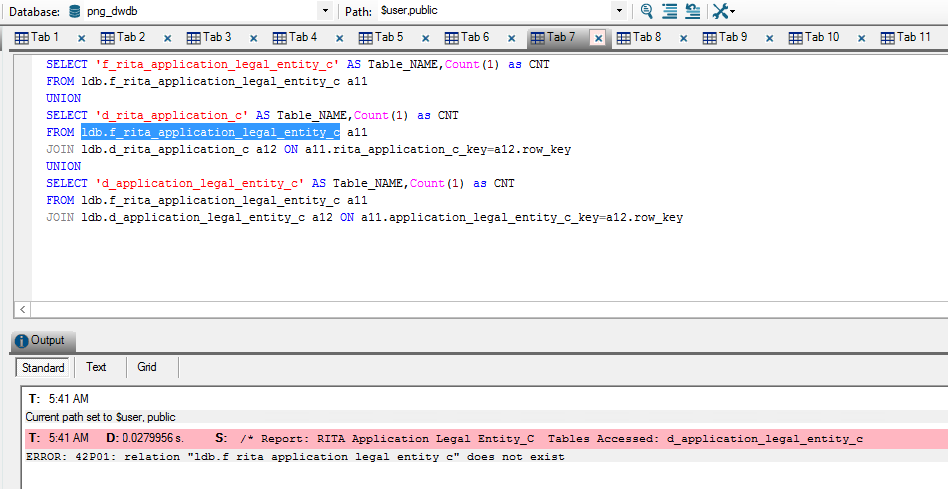 Database: png_dwdb Path: $user,public
Tab 1 Tab 2 Tab 3 Tab 4 Tab 5 Tab 6 Tab 7 Tab 8 Tab 9 Tab 10 Tab 11
SELECT 'f_rita_application_legal_entity_c' AS Table_NAME,Count(1) as CNT
FROM ldb.f_rita_application_legal_entity_c a11
UNION
SELECT 'd_rita_application_c' AS Table_NAME,Count(1) as CNT
FROM ldb.f_rita_application_legal_entity_c a11
JOIN ldb.d_rita_application_c a12 ON a11.rita_application_c_key=a12.row_key
UNION
SELECT 'd_application_legal_entity_c' AS Table_NAME,Count(1) as CNT
FROM ldb.f_rita_application_legal_entity_c a11
JOIN ldb.d_application_legal_entity_c a12 ON a11.application_legal_entity_c_key=a12.row_key
Output
Standard Text Grid
T: 5:41 AM
Current path set to $user, public
T: 5:41 AM D: 0.0279956 s. S: /* Report: RITA Application Legal Entity_C Tables Accessed: d_application_legal_entity_c
ERROR: 42P01: relation "ldb.f rita application legal entity c" does not exist